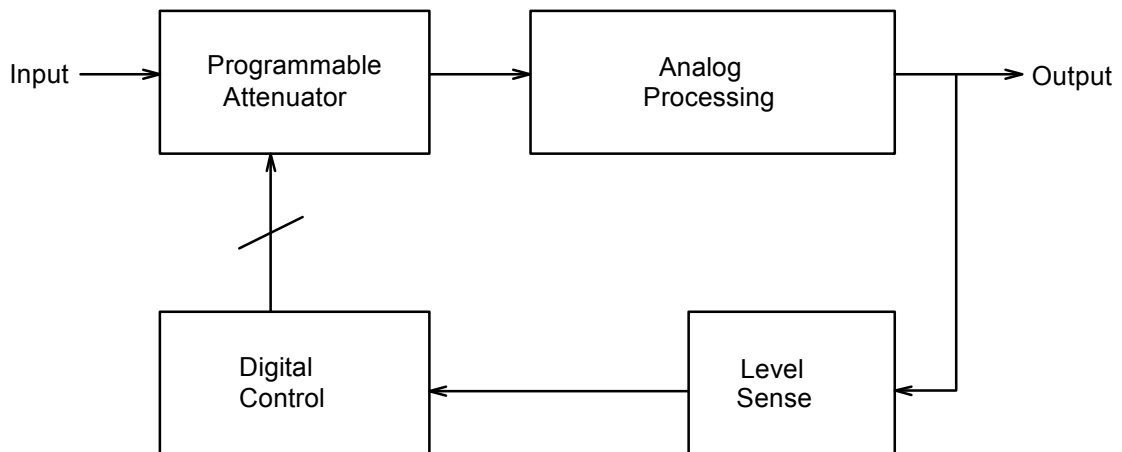 Input
Programmable
Attenuator
Analog
Processing
Output
Digital
Control
Level
Sense